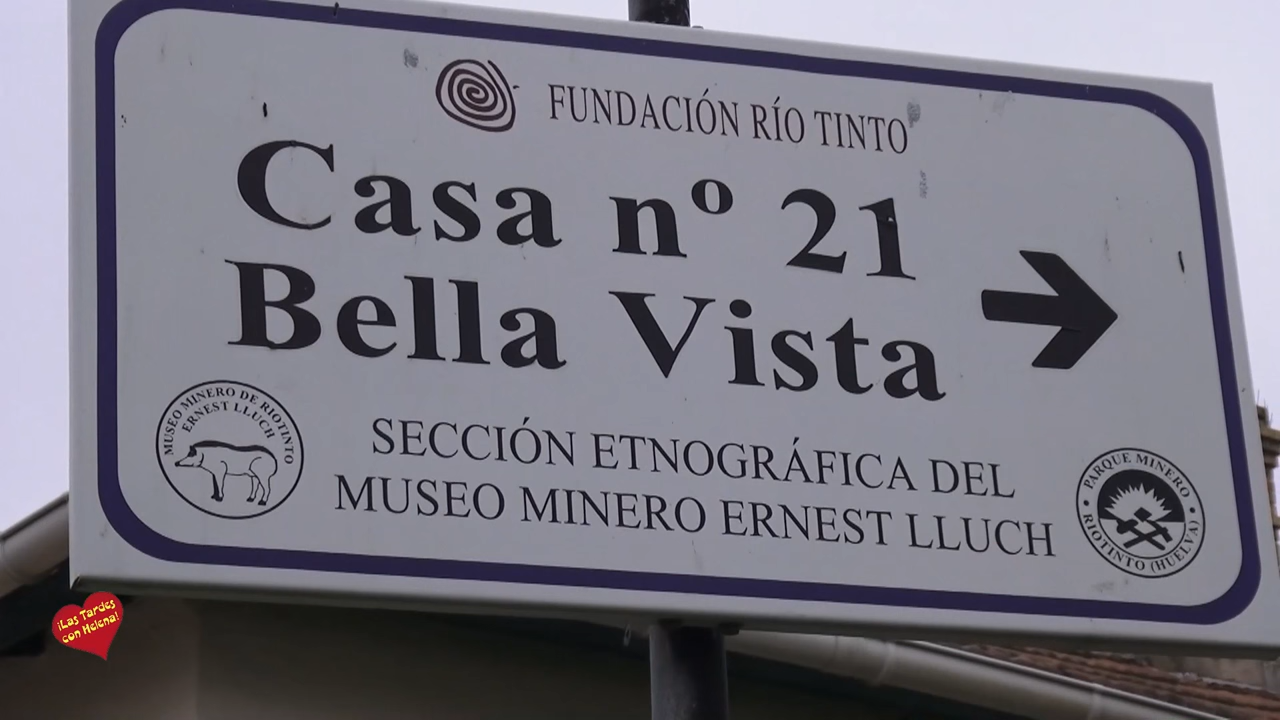 FUNDACIÓN RÍO TINTO
Casa nº 21
Bella Vista
SECCIÓN ETNOGRÁFICA DEL
MUSEO MINERO ERNEST LLUCH
MUSEO MINERO DE RIOTINTO
ERNEST LLUCH
PARQUE MINERO
RIOTINTO (HUELVA)
¡Las Tardes
con Helena!